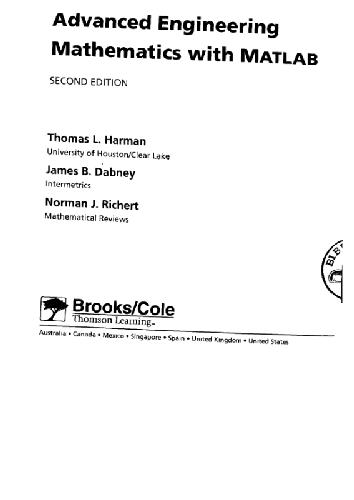 Advanced Engineering
Mathematics with MATLAB
SECOND EDITION
Thomas L. Harman
University of Houston/Clear Lake
James B. Dabney
Intermetrics
Norman J. Richert
Mathematical Reviews
Brooks/Cole
Thomson Learning™
Australia • Canada • Mexico • Singapore • Spain • United Kingdom • United States